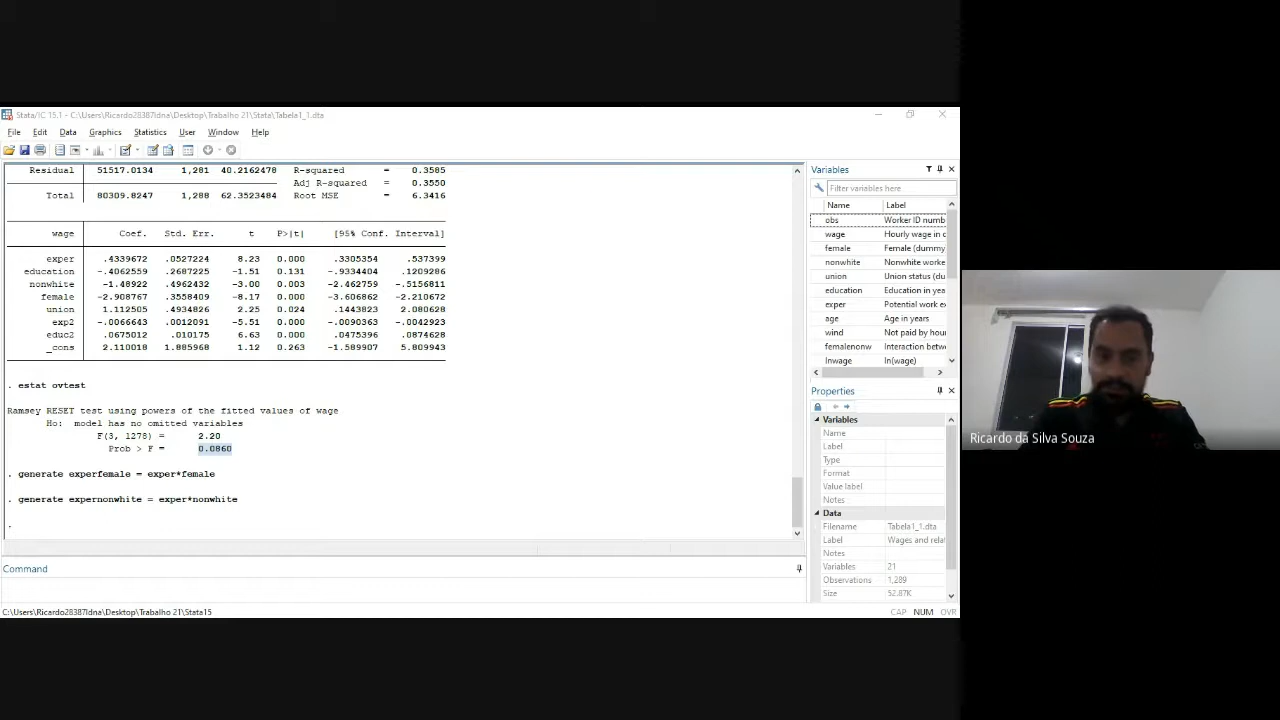 Stata/IC 15.1 - C:\Users\Ricardo28387ldna\Desktop\Trabalho 21\Stata\Tabela1_1.dta
File Edit Data Graphics Statistics User Window Help
Residual 51517.0134 1,281 40.2162478 R-squared = 0.3585
Adj R-squared = 0.3550
Total 80309.8247 1,288 62.3523484 Root MSE = 6.3416
wage Coef. Std. Err. t P>|t| [95% Conf. Interval]
exper .4339672 .0527224 8.23 0.000 .3305354 .537399
education -.4062559 .2687225 -1.51 0.131 -.9334404 .1209286
nonwhite -1.48922 .4962432 -3.00 0.003 -2.462759 -.5156811
female -2.908767 .3558409 -8.17 0.000 -3.606862 -2.210672
union 1.112505 .4934826 2.25 0.024 .1443823 2.080628
exp2 -.0066643 .0012091 -5.51 0.000 -.0090363 -.0042923
educ2 .0675012 .010175 6.63 0.000 .0475396 .0874628
_cons 2.110018 1.885968 1.12 0.263 -1.589907 5.809943
. estat ovtest
Ramsey RESET test using powers of the fitted values of wage
Ho: model has no omitted variables
F(3, 1278) = 2.20
Prob > F = 0.0860
. generate experfemale = exper*female
. generate expernonwhite = exper*nonwhite
.
Command
C:\Users\Ricardo28387ldna\Desktop\Trabalho 21\Stata15
Variables
Filter variables here
Name Label
obs Worker ID numb
wage Hourly wage in d
female Female (dummy
nonwhite Nonwhite worke
union Union status (du
education Education in yea
exper Potential work ex
age Age in years
wind Not paid by hour
femalenonw Interaction betwe
lnwage ln(wage)
Properties
Variables
Name
Label
Type
Format
Value label
Notes
Data
Filename Tabela1_1.dta
Label Wages and relat
Notes
Variables 21
Observations 1,289
Size 52.87K
CAP NUM OVR
Ricardo da Silva Souza